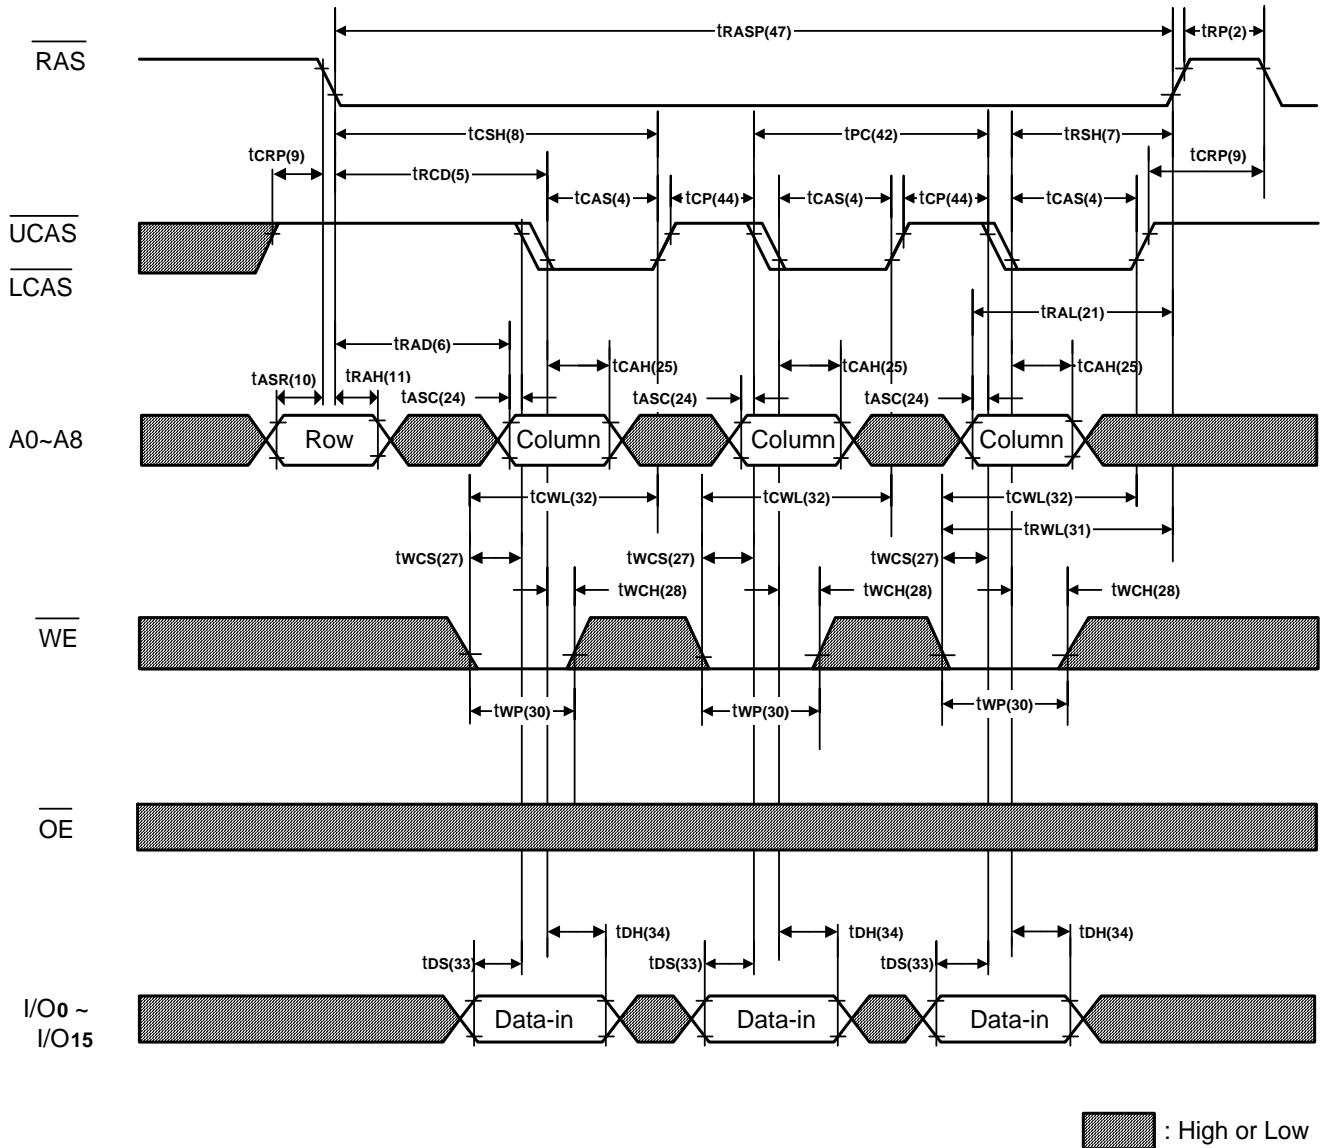 tRASP(47) tRP(2)
RAS
tCSH(8) tPC(42) tRSH(7)
tCRP(9) tRCD(5) tCRP(9)
tCAS(4) tCP(44) tCAS(4) tCP(44) tCAS(4)
UCAS
LCAS
tRAL(21)
tRAD(6)
tASR(10) tRAH(11) tCAH(25) tCAH(25) tCAH(25)
tASC(24) tASC(24) tASC(24)
A0~A8 Row Column Column Column
tCWL(32) tCWL(32) tCWL(32)
tRWL(31)
tWCS(27) tWCS(27) tWCS(27)
tWCH(28) tWCH(28) tWCH(28)
WE
tWP(30) tWP(30) tWP(30)
OE
tDH(34) tDH(34) tDH(34)
tDS(33) tDS(33) tDS(33)
I/O0 ~
I/O15
Data-in Data-in Data-in
: High or Low